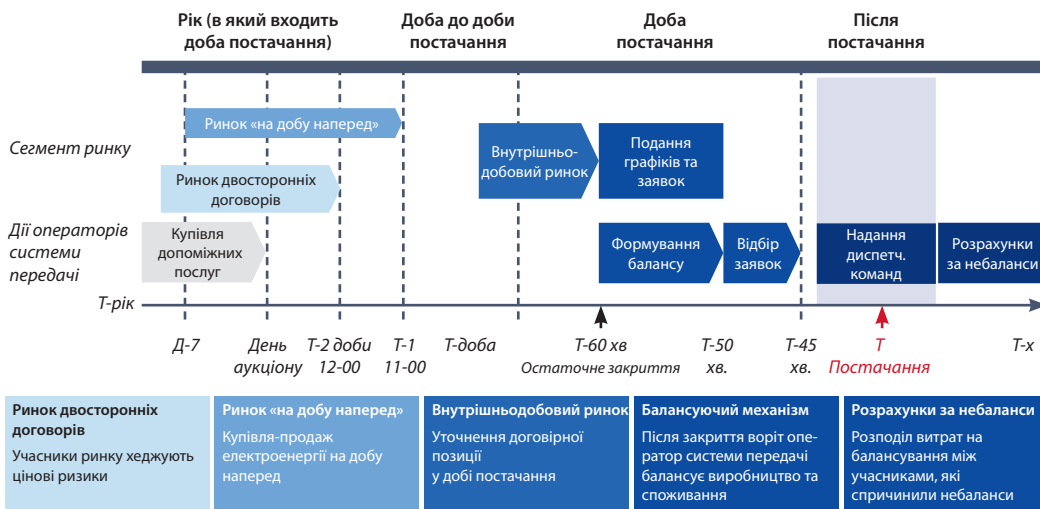 Рік (в який входить
доба постачання)
Доба до доби
постачання
Доба
постачання
Після
постачання
Сегмент ринку
Ринок «на добу наперед»
Ринок двосторонніх
договорів
Внутрішньо-
добовий ринок
Подання
графіків та
заявок
Дії операторів
системи
передачі
Купівля
допоміжних
послуг
Формування
балансу
Відбір
заявок
Надання
диспетч.
команд
Розрахунки
за небаланси
Т-рік
Д-7
День
аукціону
Т-2 доби
12-00
Т-1
11-00
Т-доба
Т-60 хв
Остаточне закриття
Т-50
хв.
Т-45
хв.
Т
Постачання
Т-х
Ринок двосторонніх
договорів
Учасники ринку хеджують
цінові ризики
Ринок «на добу наперед»
Купівля-продаж
електроенергії на добу
наперед
Внутрішньодобовий ринок
Уточнення договірної
позиції
у добі постачання
Балансуючий механізм
Після закриття воріт опе-
ратор системи передачі
балансує виробництво та
споживання
Розрахунки за небаланси
Розподіл витрат на
балансування між
учасниками, які
спричинили небаланси